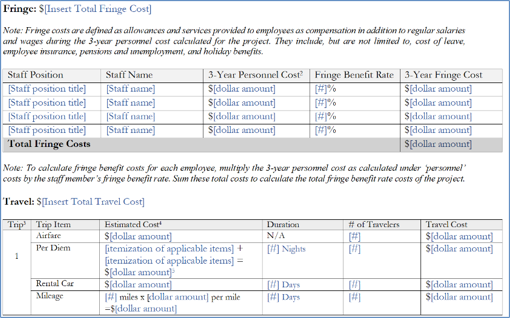 Fringe: $[Insert Total Fringe Cost]
Note: Fringe costs are defined as allowances and services provided to employees as compensation in addition to regular salaries
and wages during the 3-year personnel cost calculated for the project. They include, but are not limited to, cost of leave,
employee insurance, pensions and unemployment, and holiday benefits.
Staff Position Staff Name 3-Year Personnel Cost² Fringe Benefit Rate 3-Year Fringe Cost
[Staff position title] [Staff name] $[dollar amount] [#]% $[dollar amount]
[Staff position title] [Staff name] $[dollar amount] [#]% $[dollar amount]
[Staff position title] [Staff name] $[dollar amount] [#]% $[dollar amount]
[Staff position title] [Staff name] $[dollar amount] [#]% $[dollar amount]
Total Fringe Costs $[dollar amount]
Note: To calculate fringe benefit costs for each employee, multiply the 3-year personnel cost as calculated under 'personnel'
costs by the staff member's fringe benefit rate. Sum these total costs to calculate the total fringe benefit rate costs of the project.
Travel: $[Insert Total Travel Cost]
Trip³ Trip Item Estimated Cost⁴ Duration # of Travelers Travel Cost
1
Airfare $[dollar amount] N/A [#] $[dollar amount]
Per Diem [itemization of applicable items] + [#] Nights [#] $[dollar amount]
[itemization of applicable items] =
$[dollar amount]²
Rental Car $[dollar amount] [#] Days [#] $[dollar amount]
Mileage [#] miles x [dollar amount] per mile [#] Days [#] $[dollar amount]
=$[dollar amount]